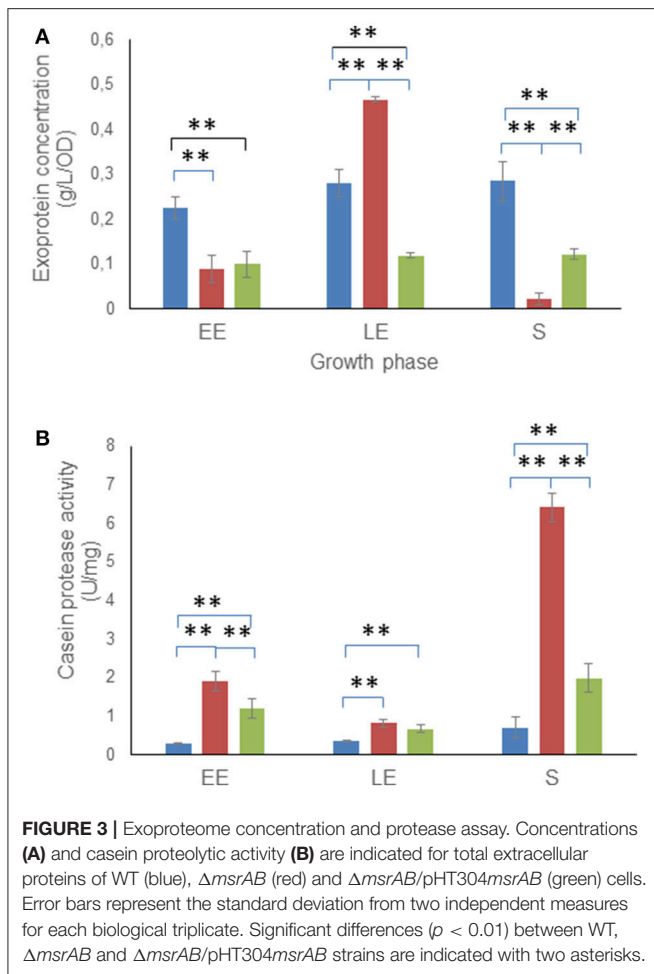 A
0,6
0,5
0,4
0,3
0,2
0,1
0
Exoprotein concentration
(g/L/OD)
**
**
**
** **
**
** **
EE LE S
Growth phase
B
8
7
6
5
4
3
2
1
0
Casein protease activity
(U/mg)
**
** **
**
**
**
** **
EE LE S
FIGURE 3 | Exoproteome concentration and protease assay. Concentrations
(A) and casein proteolytic activity (B) are indicated for total extracellular
proteins of WT (blue), ΔmsrAB (red) and ΔmsrAB/pHT304msrAB (green) cells.
Error bars represent the standard deviation from two independent measures
for each biological triplicate. Significant differences (p < 0.01) between WT,
ΔmsrAB and ΔmsrAB/pHT304msrAB strains are indicated with two asterisks.